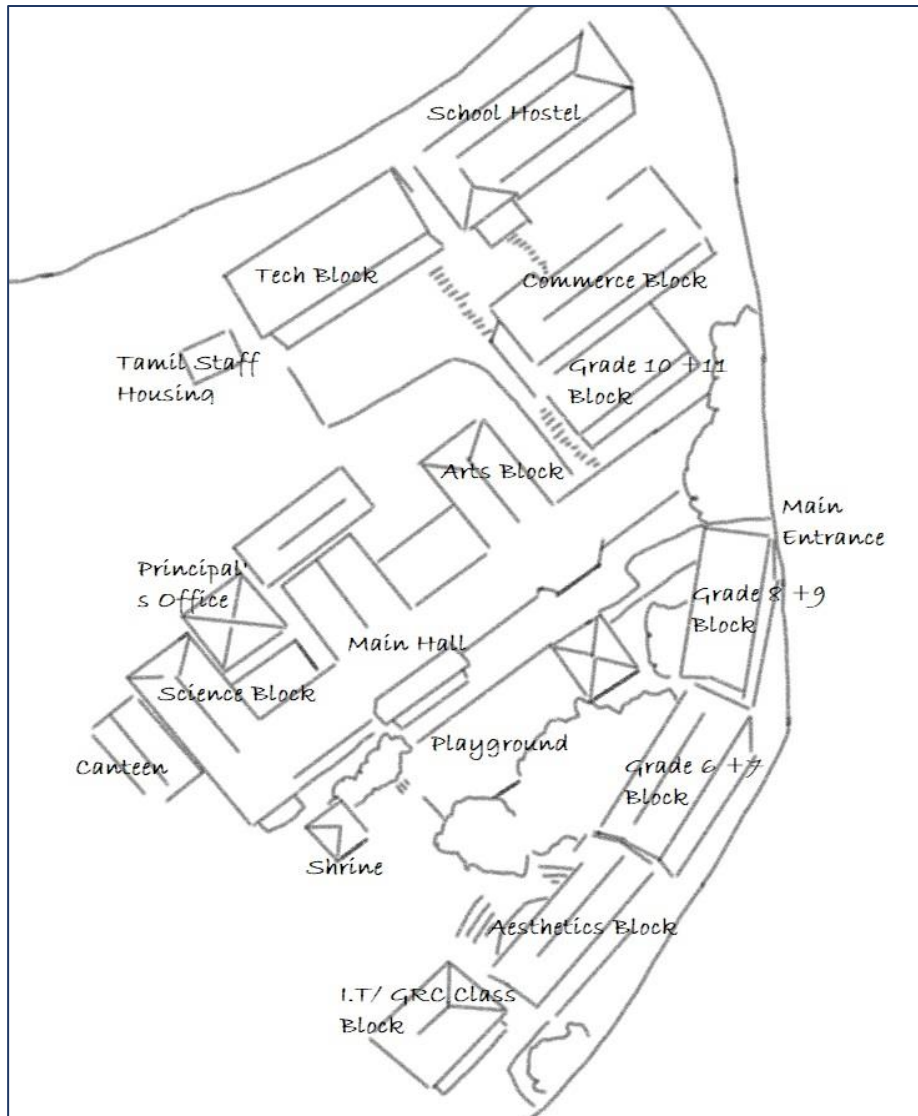 School Hostel
Tech Block
Commerce Block
Tamil Staff
Housing
Grade 10 +11
Block
Arts Block
Main
Entrance
Principal'
s Office
Grade 8 +9
Block
Main Hall
Science Block
Playground
Canteen
Grade 6 +7
Block
Shrine
Aesthetics Block
I.T/ GRC Class
Block